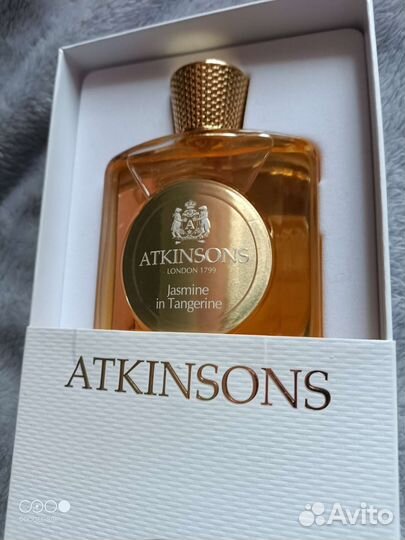 A
ATKINSONS
LONDON 1799
Jasmine
in Tangerine
ATKINSONS
Avito